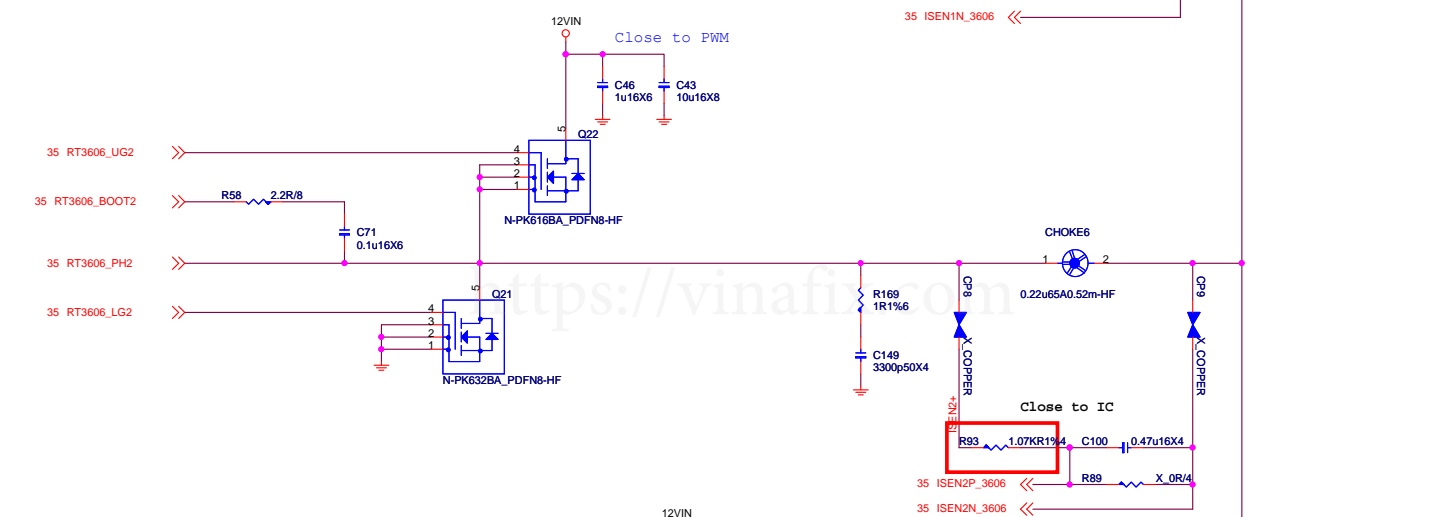 35 ISEN1N_3606
12VIN
Close to PWM
C46
1u16X6
C43
10u16X8
5
Q22
35 RT3606_UG2
4
3
2
1
N-PK616BA_PDFN8-HF
35 RT3606_BOOT2
R58
2.2R/8
C71
0.1u16X6
35 RT3606_PH2
CHOKE6
1
2
0.22u65A0.52m-HF
https://vinafix.com
5
Q21
35 RT3606_LG2
4
3
2
1
N-PK632BA_PDFN8-HF
R169
1R1%6
C149
3300p50X4
CP8
X_COPPER
CP9
X_COPPER
ISEN2+
Close to IC
R93
1.07KR1%4
C100
0.47u16X4
35 ISEN2P_3606
R89
X_0R/4
35 ISEN2N_3606
12VIN